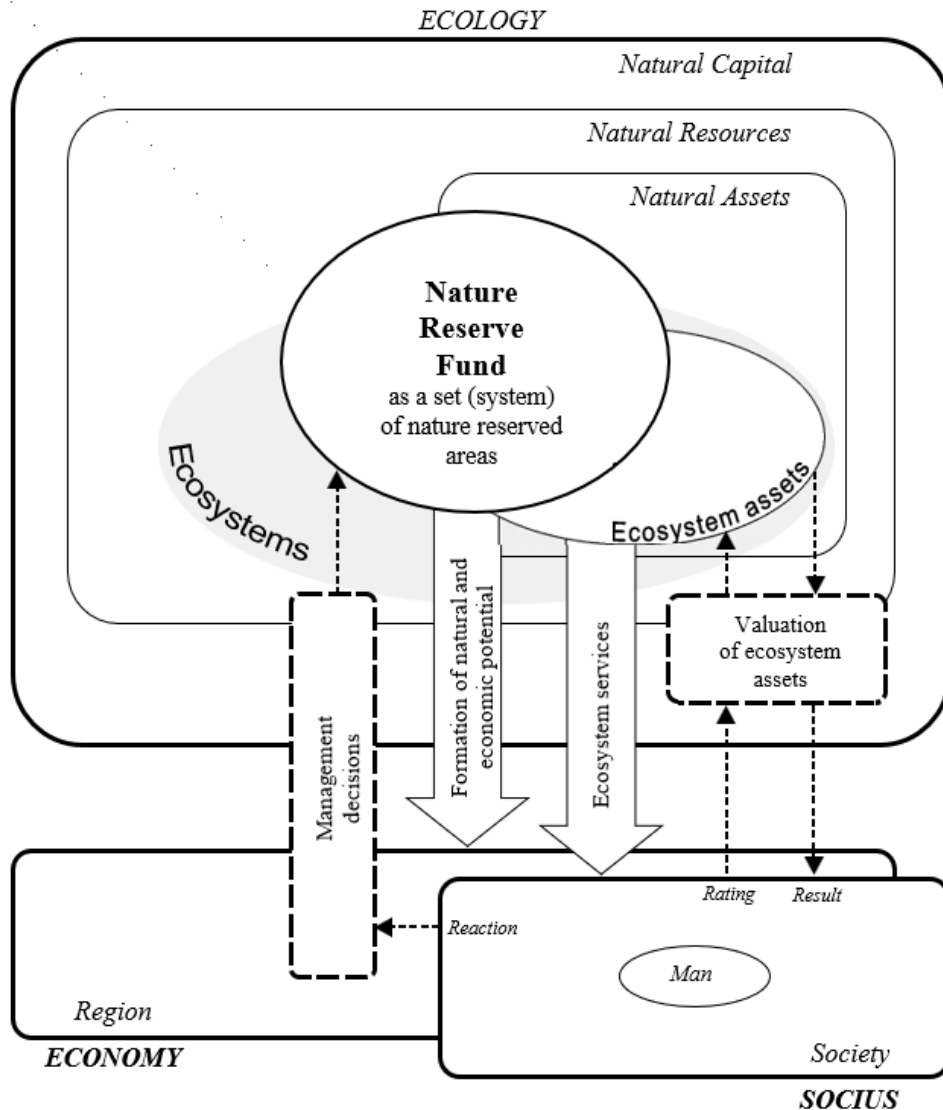 ECOLOGY
Natural Capital
Natural Resources
Natural Assets
Nature
Reserve
Fund
as a set (system)
of nature reserved
areas
Ecosystems
Ecosystem assets
Formation of natural and
economic potential
Ecosystem services
Valuation
of ecosystem
assets
Management
decisions
Rating
Result
Reaction
Man
Region
ECONOMY
Society
SOCIUS